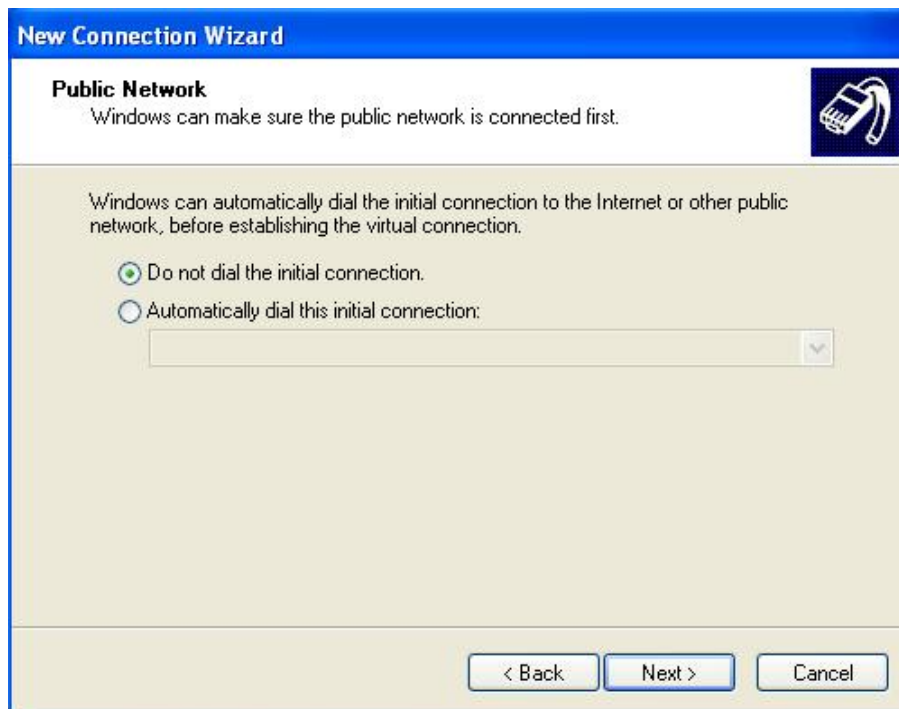 New Connection Wizard
Public Network
Windows can make sure the public network is connected first.
Windows can automatically dial the initial connection to the Internet or other public
network, before establishing the virtual connection.
Do not dial the initial connection.
Automatically dial this initial connection:
< Back
Next >
Cancel